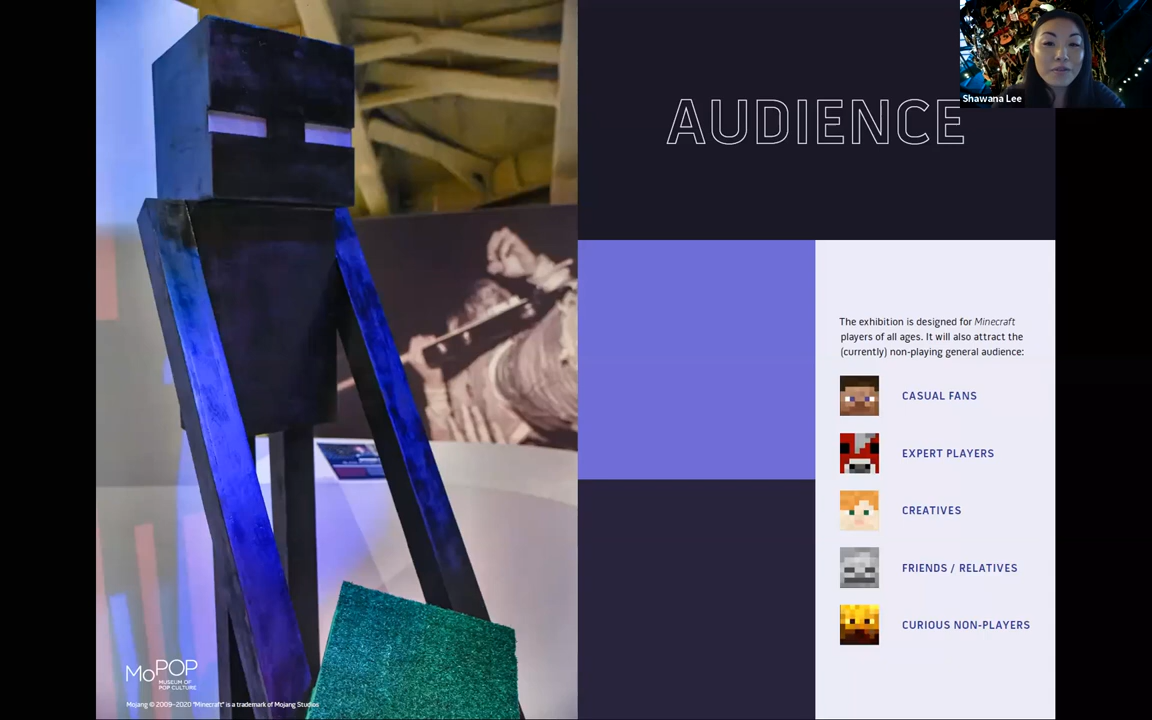 Shawana Lee
AUDIENCE
The exhibition is designed for Minecraft
players of all ages. It will also attract the
(currently) non-playing general audience:
CASUAL FANS
EXPERT PLAYERS
CREATIVES
FRIENDS / RELATIVES
CURIOUS NON-PLAYERS
MoPOP
MUSEUM OF
POP CULTURE
Mojang © 2009–2020 "Minecraft" is a trademark of Mojang Studios